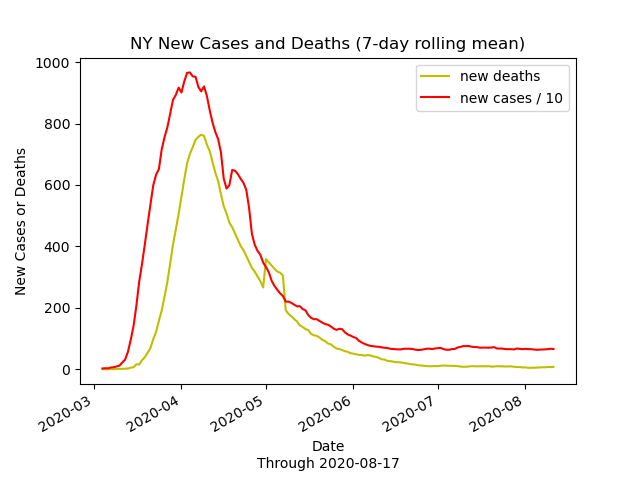 NY New Cases and Deaths (7-day rolling mean)
new deaths
new cases / 10
1000
800
600
400
200
0
New Cases or Deaths
2020-03
2020-04
2020-05
2020-06
2020-07
2020-08
Date
Through 2020-08-17